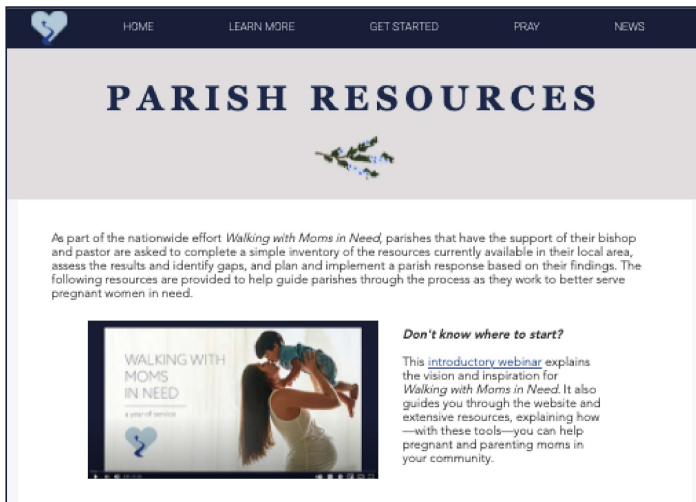 HOME LEARN MORE GET STARTED PRAY NEWS
PARISH RESOURCES
As part of the nationwide effort Walking with Moms in Need, parishes that have the support of their bishop
and pastor are asked to complete a simple inventory of the resources currently available in their local area,
assess the results and identify gaps, and plan and implement a parish response based on their findings. The
following resources are provided to help guide parishes through the process as they work to better serve
pregnant women in need.
WALKING WITH
MOMS
IN NEED
a year of service
Don't know where to start?
This introductory webinar explains
the vision and inspiration for
Walking with Moms in Need. It also
guides you through the website and
extensive resources, explaining how
—with these tools—you can help
pregnant and parenting moms in
your community.